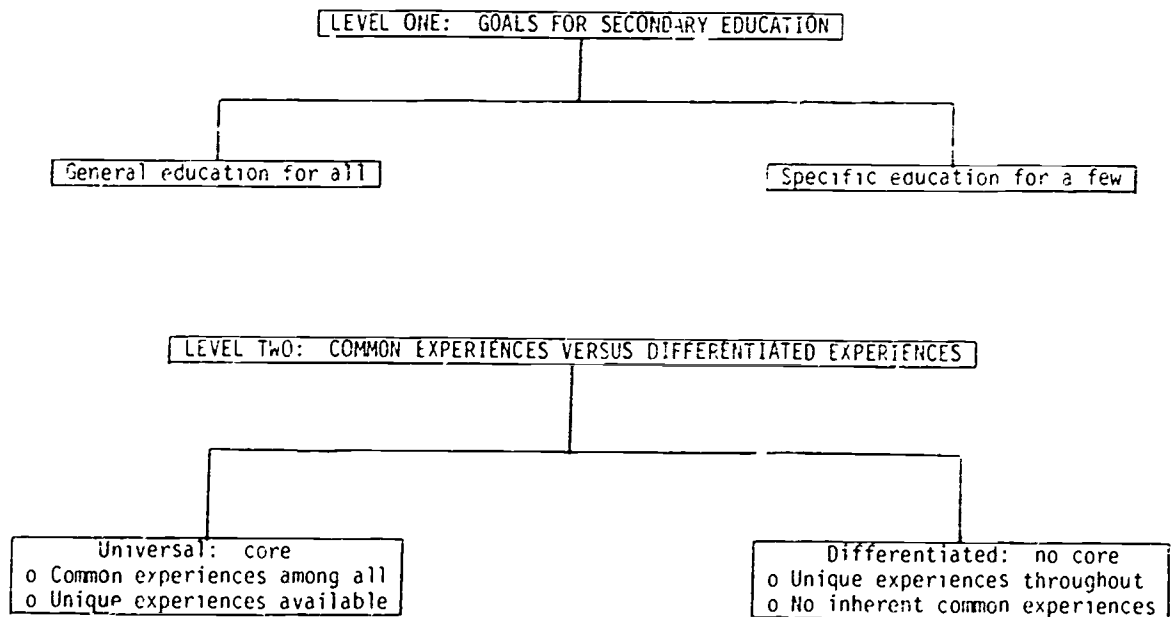 LEVEL ONE: GOALS FOR SECONDARY EDUCATION
General education for all
Specific education for a few
LEVEL TWO: COMMON EXPERIENCES VERSUS DIFFERENTIATED EXPERIENCES
Universal: core
o Common experiences among all
o Unique experiences available
Differentiated: no core
o Unique experiences throughout
o No inherent common experiences